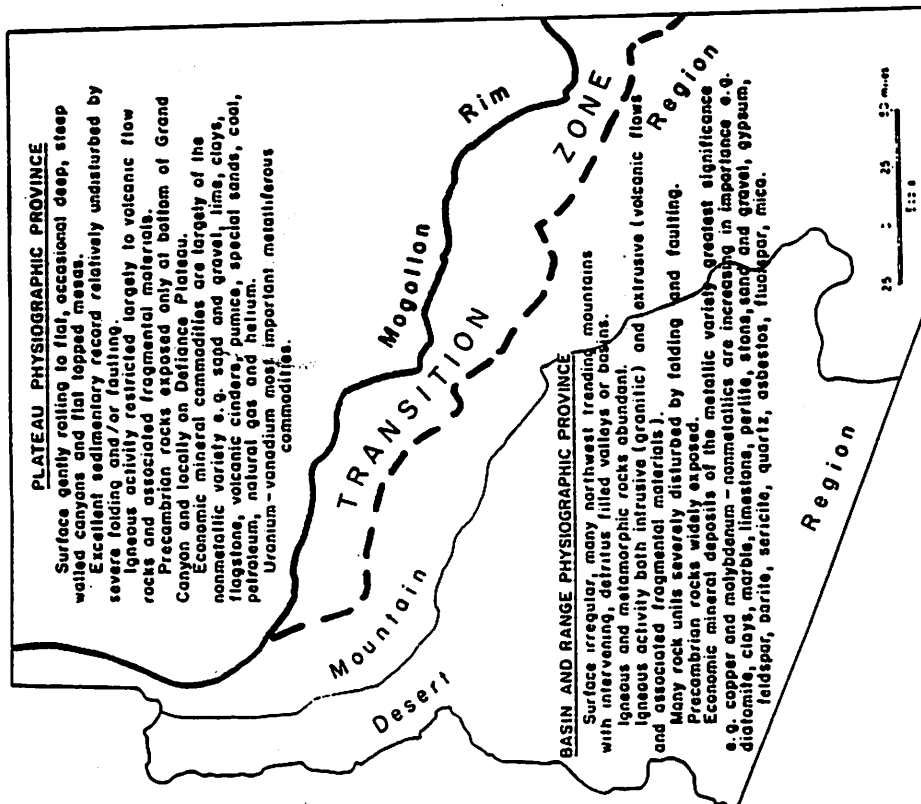 PLATEAU PHYSIOGRAPHIC PROVINCE
Surface gently rolling to flat, occasional deep, steep
walled canyons and flat topped mesas.
Excellent sedimentary record relatively undisturbed by
severe folding and/or faulting.
Igneous activity restricted largely to volcanic flow
rocks and associated fragmental materials.
Precambrian rocks exposed only at bottom of Grand
Canyon and locally on Defiance Plateau.
Economic mineral commodities are largely of the
nonmetallic variety e.g. sand and gravel, lime, clays,
flagstone, volcanic cinders, pumice, special sands, coal,
petroleum, natural gas and helium.
Uranium-vanadium most important metalliferous
commodities.
Mogollon Rim
TRANSITION ZONE
Mountain Region
Desert Region
BASIN AND RANGE PHYSIOGRAPHIC PROVINCE
Surface irregular, many northwest trending mountains
with intervening, detritus filled valleys or basins.
Igneous and metamorphic rocks abundant.
Igneous activity both intrusive (granitic) and extrusive (volcanic flows
and associated fragmental materials).
Many rock units severely disturbed by folding and faulting.
Precambrian rocks widely exposed.
Economic mineral deposits of the metallic variety greatest significance
e.g. copper and molybdenum-nonmetallics are increasing in importance e.g.
diatomite, clays, marble, limestones, perlite, stone, sand and gravel, gypsum,
feldspar, barite, sericite, quartz, asbestos, fluorspar, mica.
25 miles